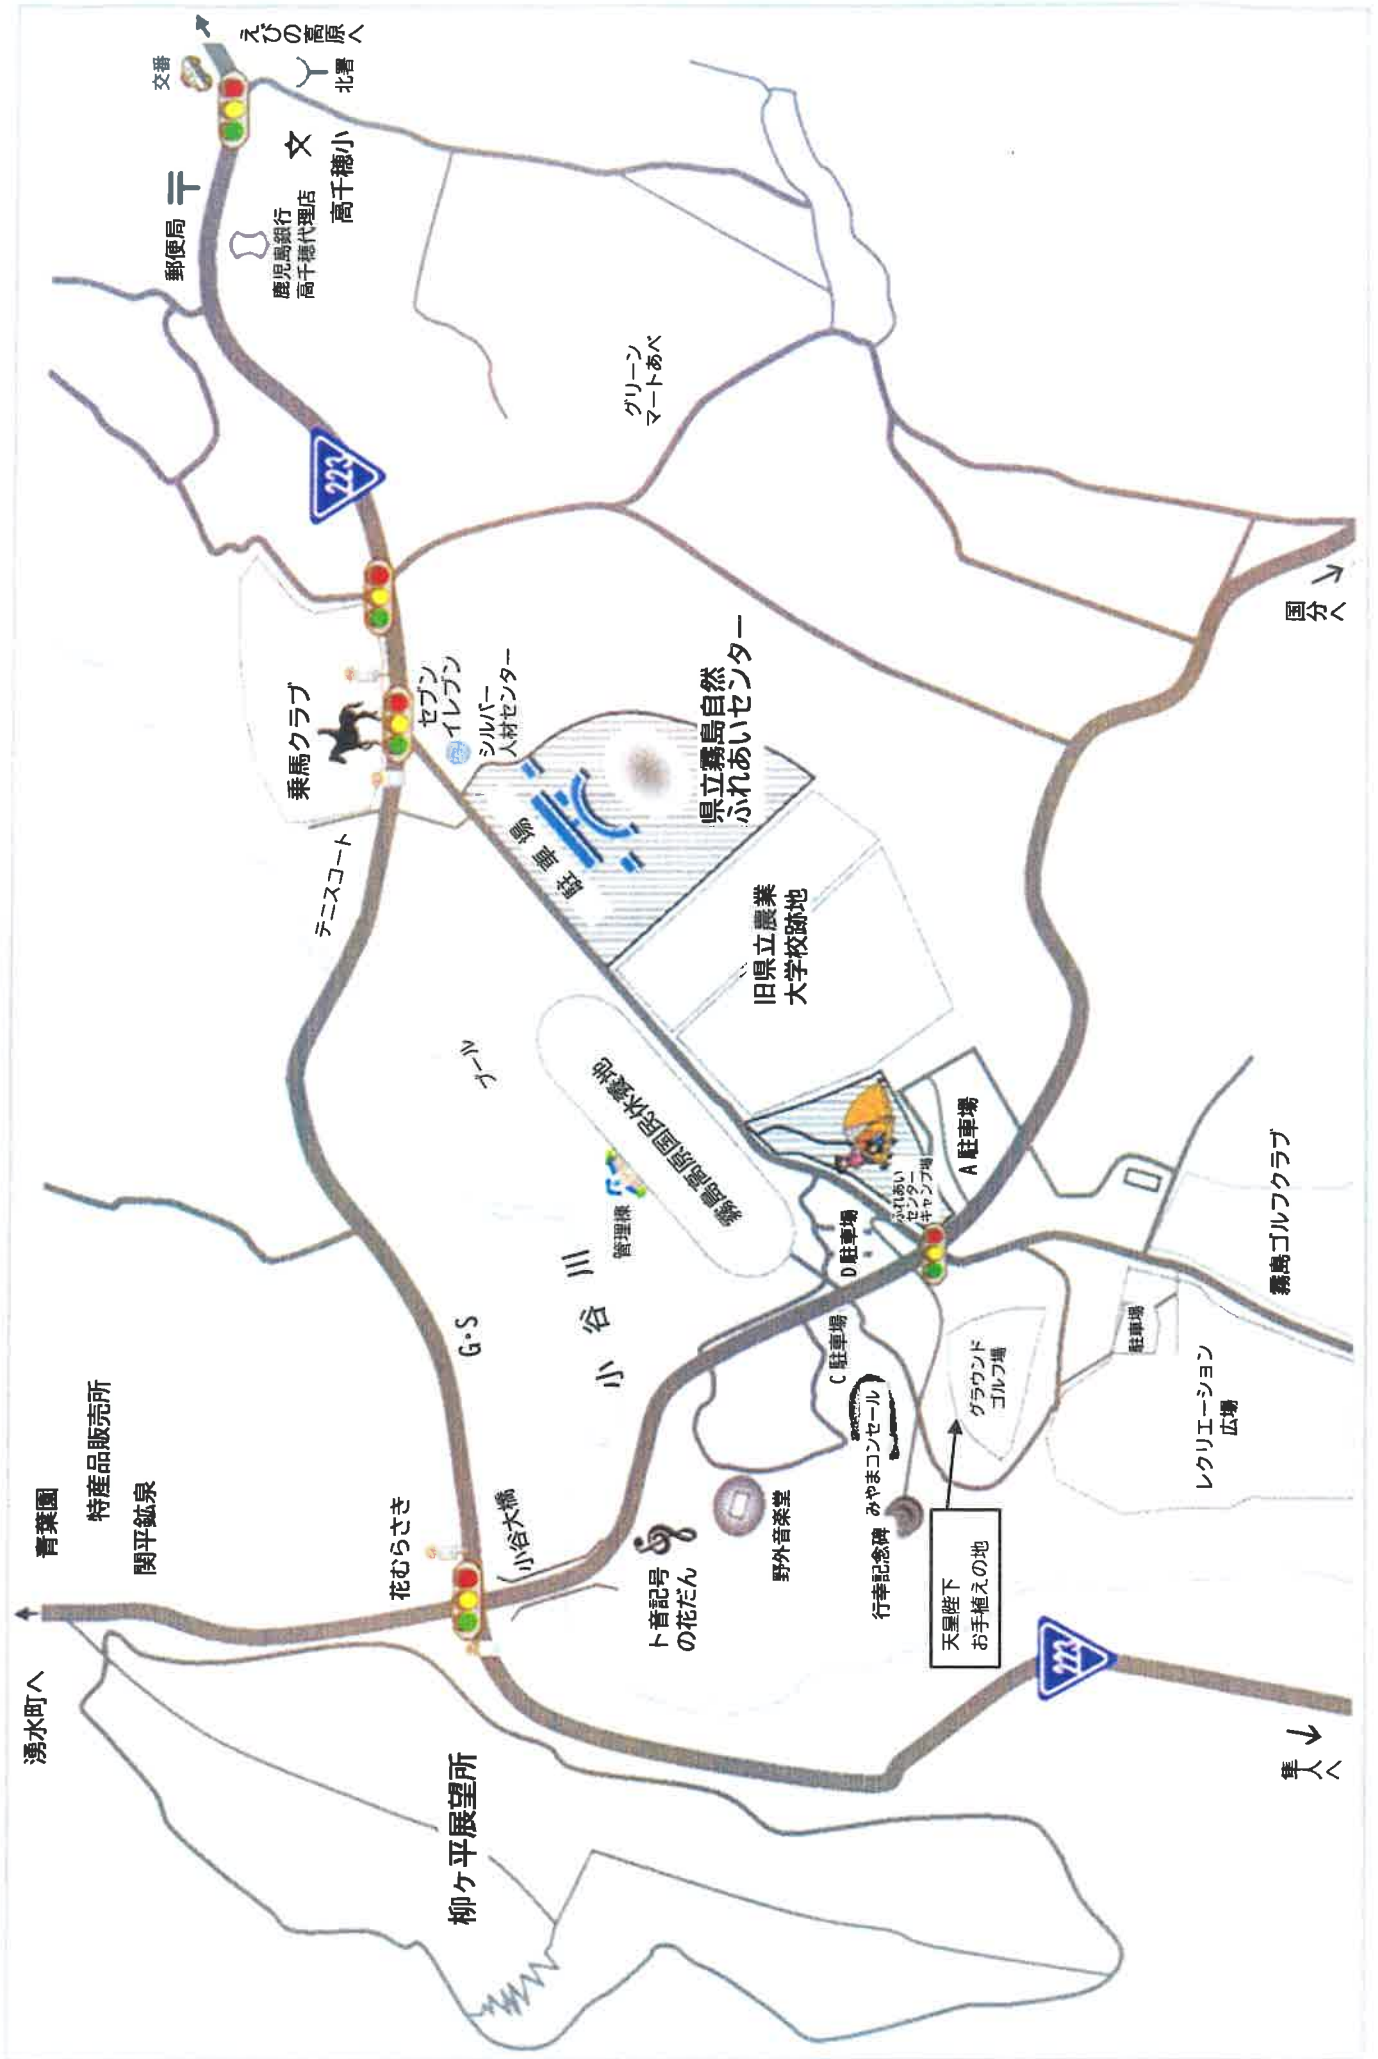 湧水町へ
青葉園
特産品販売所
関平鉱泉
花むらさき
柳ヶ平展望所
小谷大橋
G・S
小谷川
ト音記号
の花だん
野外音楽堂
行幸記念碑
みやまコンセール
天皇陛下
お手植えの地
グラウンド
ゴルフ場
C駐車場
D駐車場
A駐車場
駐車場
レクリエーション
広場
霧島ゴルフクラブ
ふれあい
センター
キャンプ場
管理棟
霧島高原国民休養地
プール
テニスコート
乗馬クラブ
セブン
イレブン
シルバー
人材センター
駐車場
県立霧島自然
ふれあいセンター
旧県立農業
大学校跡地
グリーン
マートあべ
223
郵便局
鹿児島銀行
高千穂代理店
高千穂小
交番
北署
えびの高原へ
国分へ
223
隼人へ